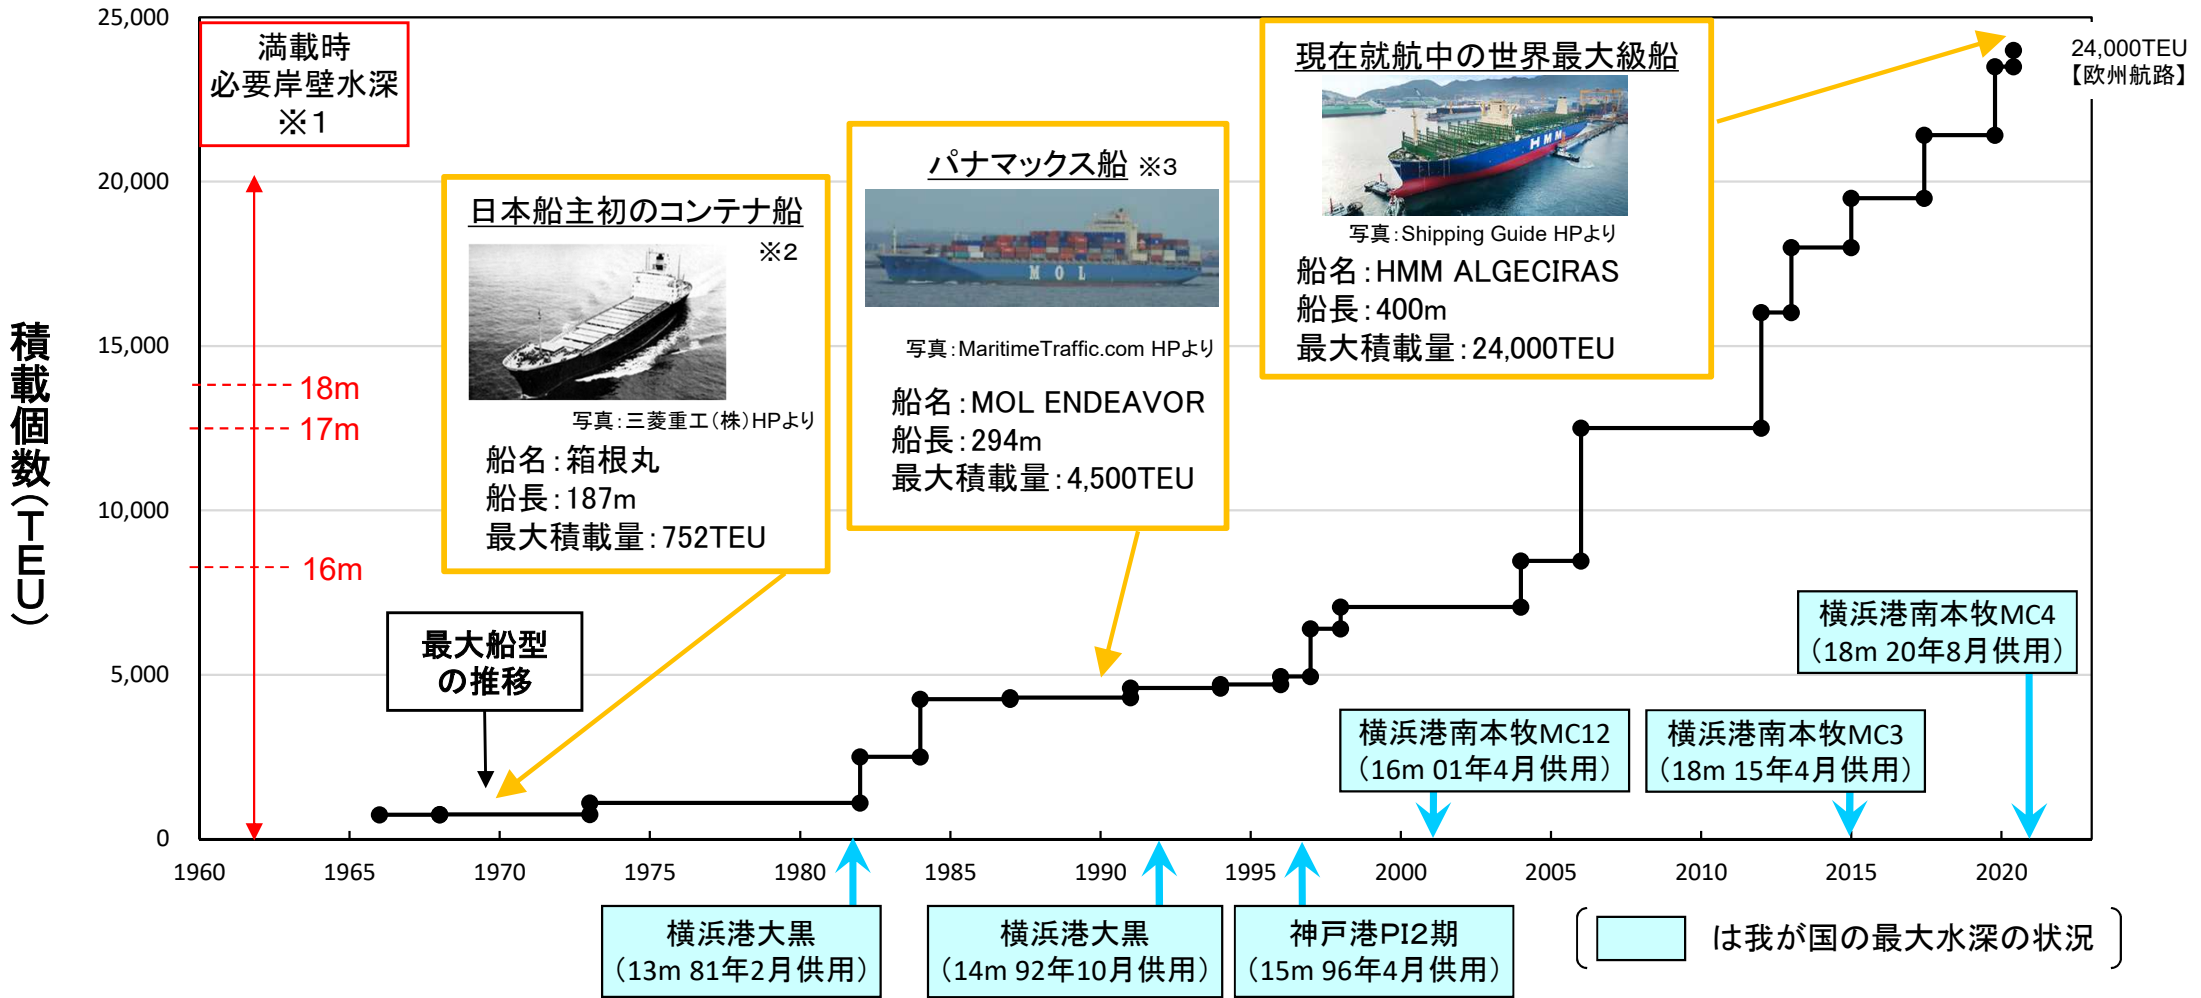 積載個数(TEU)
25,000
20,000
15,000
10,000
5,000
0
1960
1965
1970
1975
1980
1985
1990
1995
2000
2005
2010
2015
2020
満載時
必要岸壁水深
※1
18m
17m
16m
日本船主初のコンテナ船
※2
写真:三菱重工(株)HPより
船名:箱根丸
船長:187m
最大積載量:752TEU
パナマックス船 ※3
MOL
写真:MaritimeTraffic.com HPより
船名:MOL ENDEAVOR
船長:294m
最大積載量:4,500TEU
現在就航中の世界最大級船
HMM
写真:Shipping Guide HPより
船名:HMM ALGECIRAS
船長:400m
最大積載量:24,000TEU
24,000TEU
【欧州航路】
最大船型
の推移
横浜港大黒
(13m 81年2月供用)
横浜港大黒
(14m 92年10月供用)
神戸港PI2期
(15m 96年4月供用)
横浜港南本牧MC12
(16m 01年4月供用)
横浜港南本牧MC3
(18m 15年4月供用)
横浜港南本牧MC4
(18m 20年8月供用)
は我が国の最大水深の状況